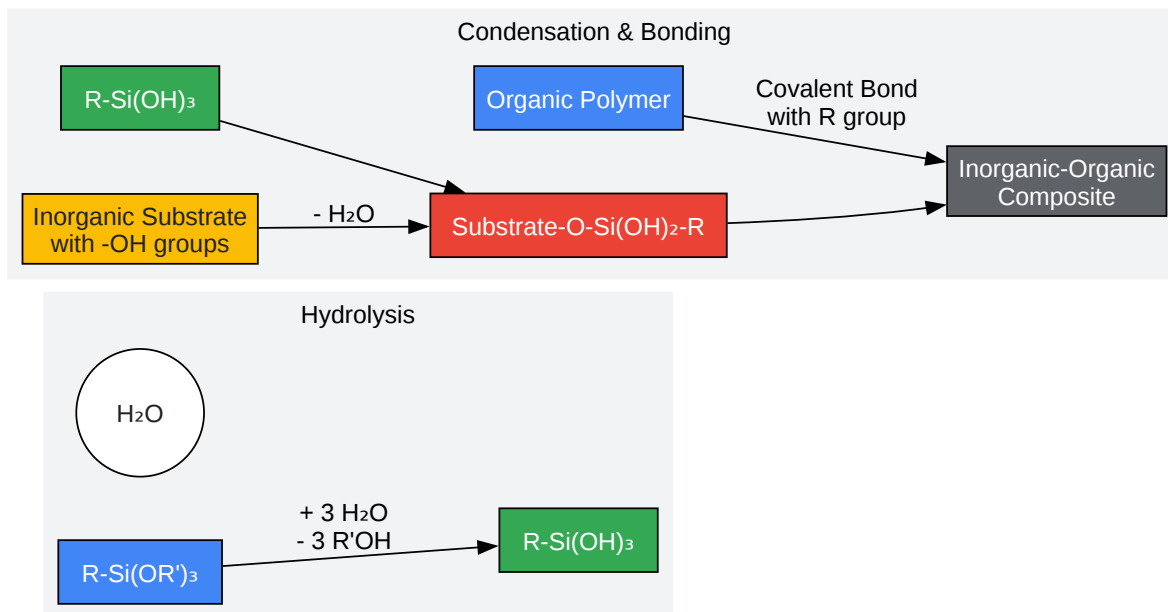 Condensation & Bonding
R-Si(OH)₃
Organic Polymer
Covalent Bond
with R group
Inorganic-Organic
Composite
Inorganic Substrate
with -OH groups
- H₂O
Substrate-O-Si(OH)₂-R
Hydrolysis
H₂O
+ 3 H₂O
- 3 R'OH
R-Si(OR')₃
R-Si(OH)₃